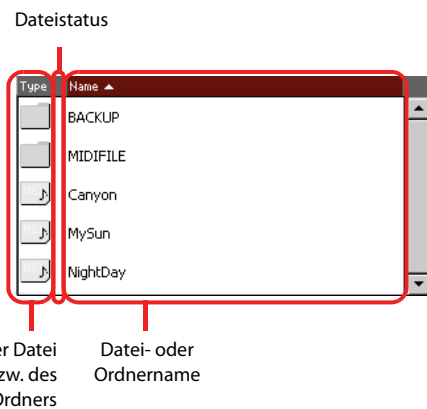 Dateistatus
Type Name ▲
BACKUP
MIDIFILE
Canyon
MySun
NightDay
er Datei
zw. des
Ordners
Datei- oder
Ordnername